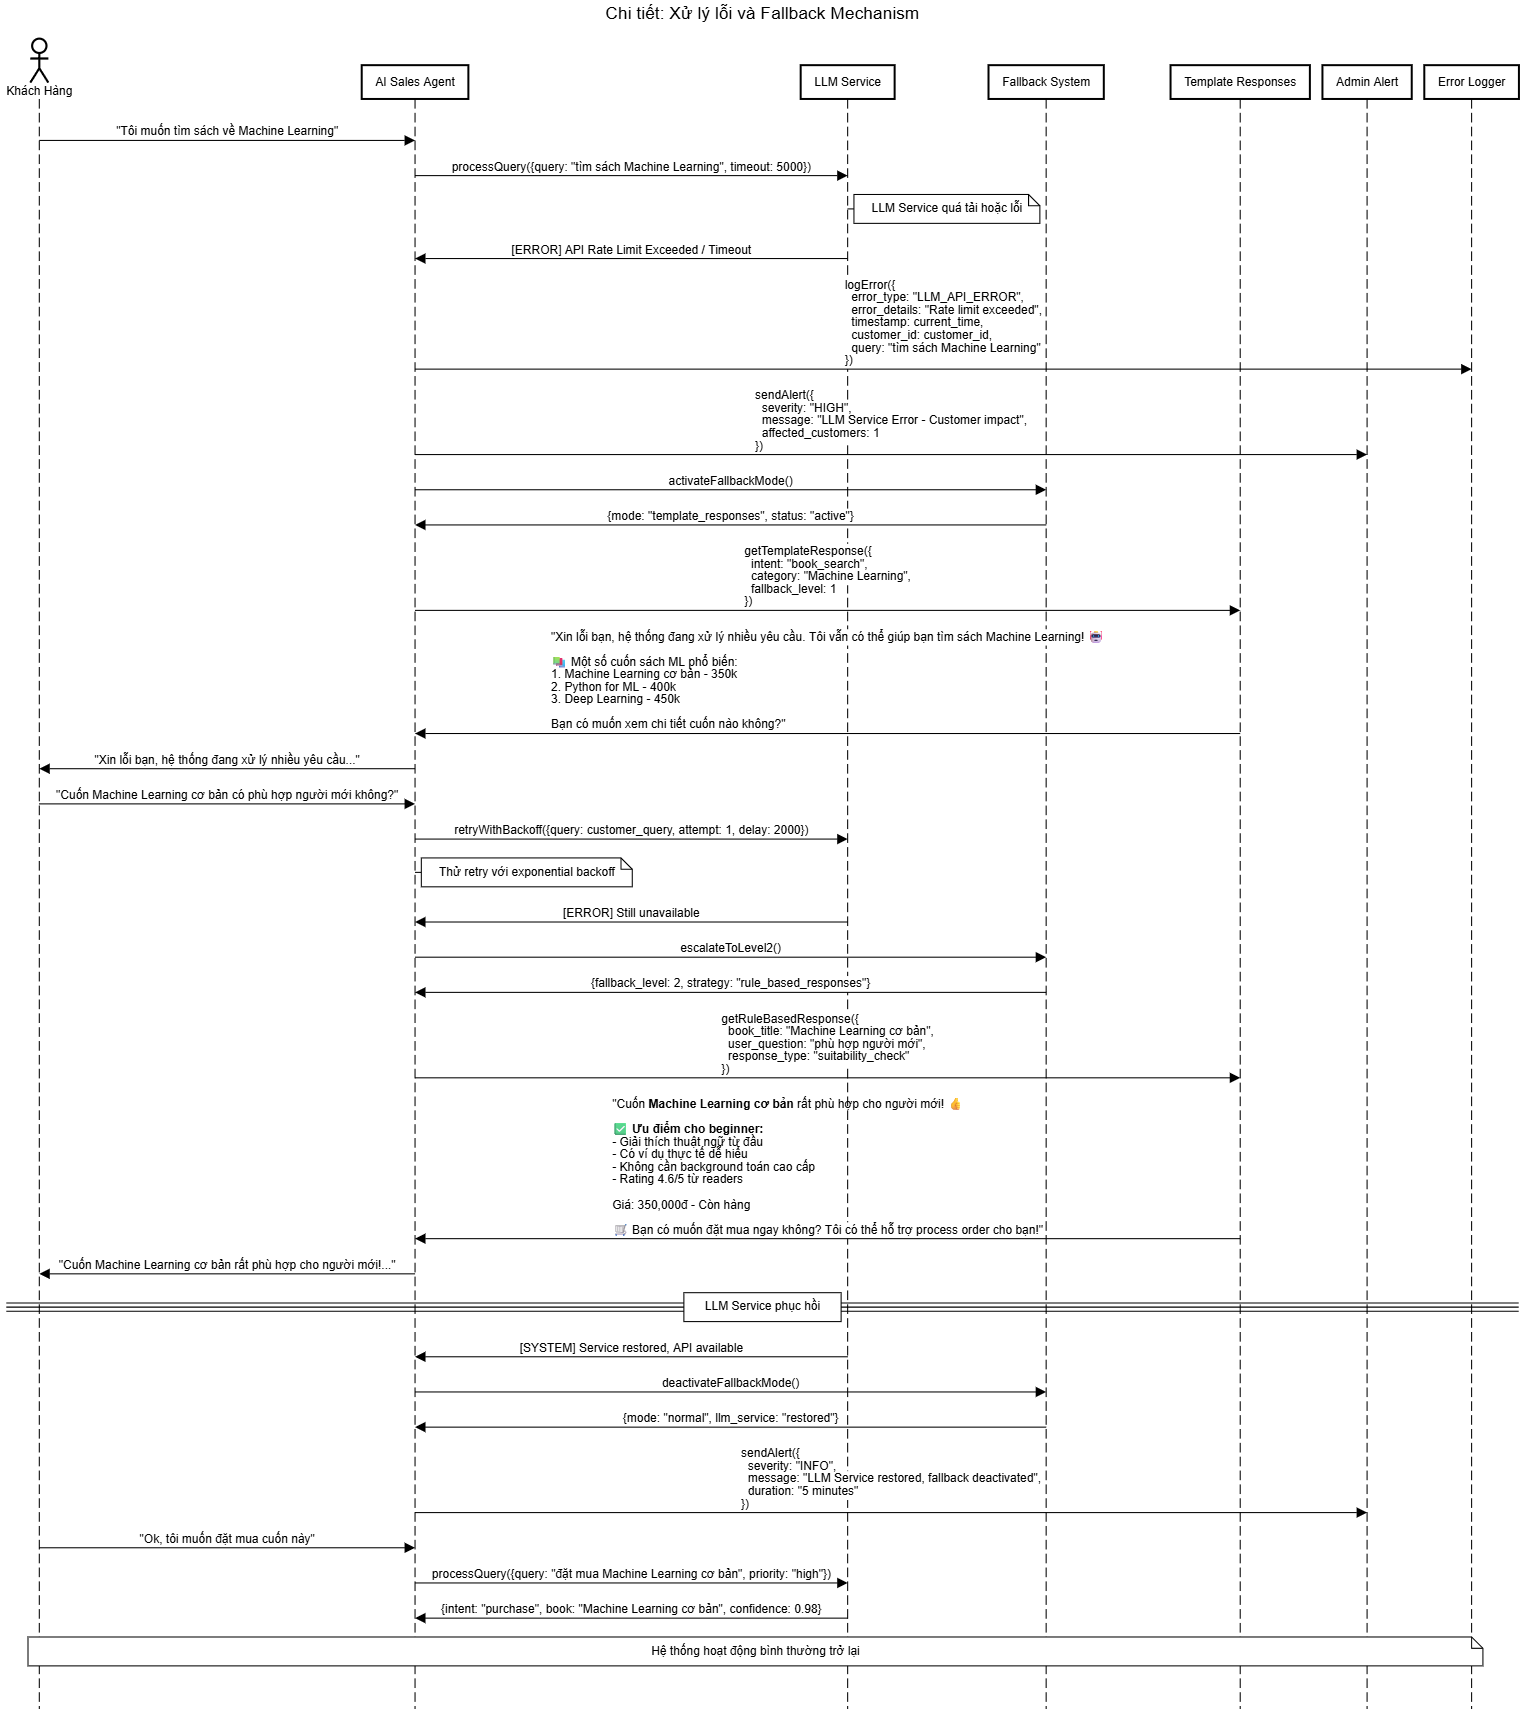 Chi tiết: Xử lý lỗi và Fallback Mechanism
Khách Hàng
AI Sales Agent
LLM Service
Fallback System
Template Responses
Admin Alert
Error Logger
"Tôi muốn tìm sách về Machine Learning"
processQuery({query: "tìm sách Machine Learning", timeout: 5000})
LLM Service quá tải hoặc lỗi
[ERROR] API Rate Limit Exceeded / Timeout
logError({
error_type: "LLM_API_ERROR",
error_details: "Rate limit exceeded",
timestamp: current_time,
customer_id: customer_id,
query: "tìm sách Machine Learning"
})
sendAlert({
severity: "HIGH",
message: "LLM Service Error - Customer impact",
affected_customers: 1
})
activateFallbackMode()
{mode: "template_responses", status: "active"}
getTemplateResponse({
intent: "book_search",
category: "Machine Learning",
fallback_level: 1
})
"Xin lỗi bạn, hệ thống đang xử lý nhiều yêu cầu. Tôi vẫn có thể giúp bạn tìm sách Machine Learning! 🤖
📚 Một số cuốn sách ML phổ biến:
1. Machine Learning cơ bản - 350k
2. Python for ML - 400k
3. Deep Learning - 450k
Bạn có muốn xem chi tiết cuốn nào không?"
"Xin lỗi bạn, hệ thống đang xử lý nhiều yêu cầu..."
"Cuốn Machine Learning cơ bản có phù hợp người mới không?"
retryWithBackoff({query: customer_query, attempt: 1, delay: 2000})
Thử retry với exponential backoff
[ERROR] Still unavailable
escalateToLevel2()
{fallback_level: 2, strategy: "rule_based_responses"}
getRuleBasedResponse({
book_title: "Machine Learning cơ bản",
user_question: "phù hợp người mới",
response_type: "suitability_check"
})
"Cuốn Machine Learning cơ bản rất phù hợp cho người mới! 👍
✅ Ưu điểm cho beginner:
- Giải thích thuật ngữ từ đầu
- Có ví dụ thực tế dễ hiểu
- Không cần background toán cao cấp
- Rating 4.6/5 từ readers
Giá: 350,000đ - Còn hàng
🛒 Bạn có muốn đặt mua ngay không? Tôi có thể hỗ trợ process order cho bạn!"
"Cuốn Machine Learning cơ bản rất phù hợp cho người mới!..."
LLM Service phục hồi
[SYSTEM] Service restored, API available
deactivateFallbackMode()
{mode: "normal", llm_service: "restored"}
sendAlert({
severity: "INFO",
message: "LLM Service restored, fallback deactivated",
duration: "5 minutes"
})
"Ok, tôi muốn đặt mua cuốn này"
processQuery({query: "đặt mua Machine Learning cơ bản", priority: "high"})
{intent: "purchase", book: "Machine Learning cơ bản", confidence: 0.98}
Hệ thống hoạt động bình thường trở lại